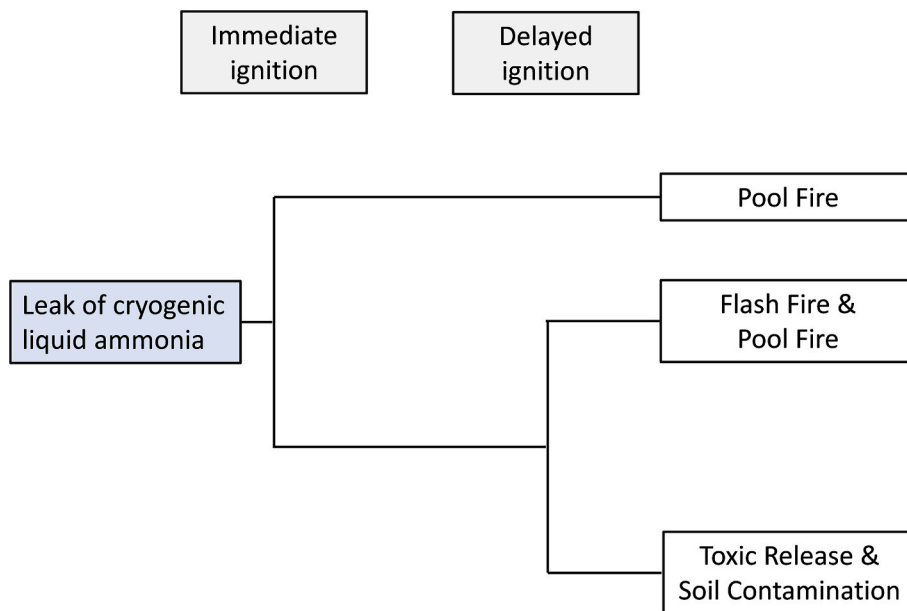 Immediate
ignition
Delayed
ignition
Pool Fire
Leak of cryogenic
liquid ammonia
Flash Fire &
Pool Fire
Toxic Release &
Soil Contamination